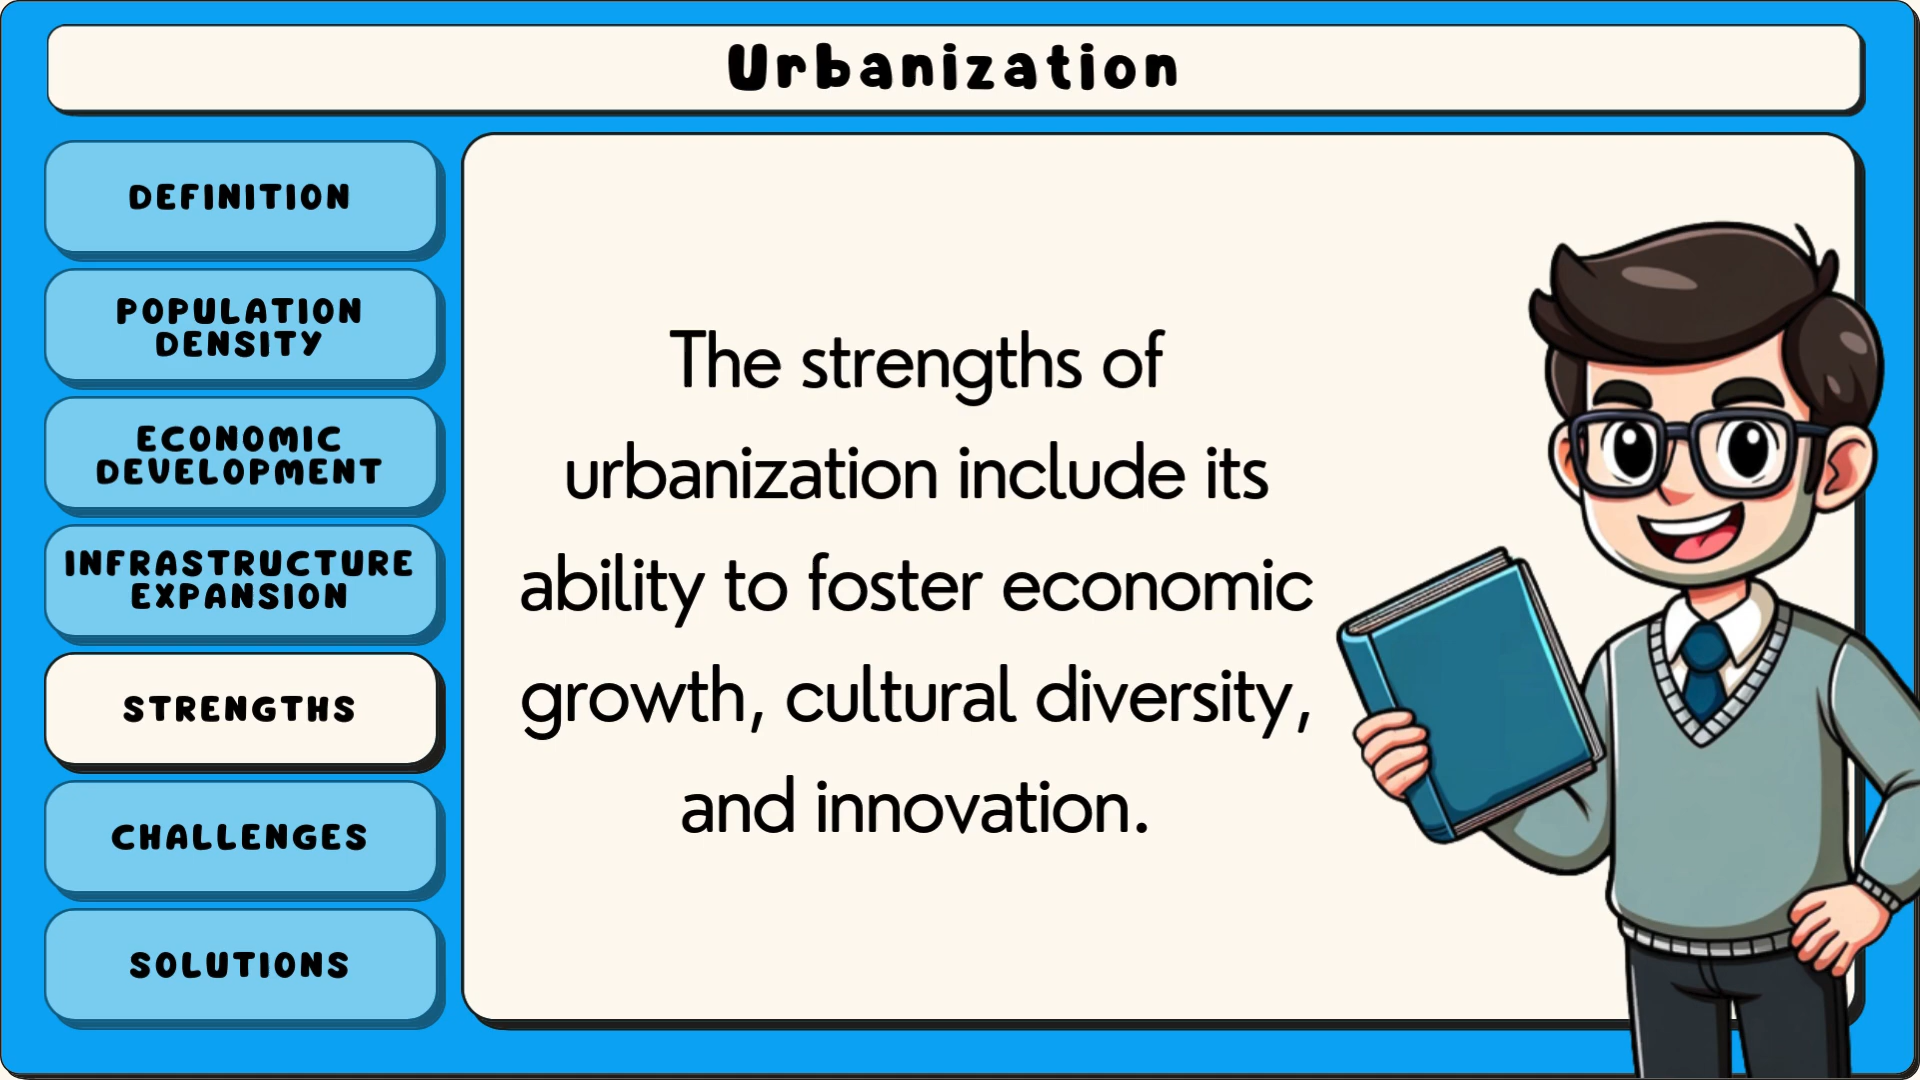 Urbanization
DEFINITION
POPULATION
DENSITY
ECONOMIC
DEVELOPMENT
INFRASTRUCTURE
EXPANSION
STRENGTHS
CHALLENGES
SOLUTIONS
The strengths of
urbanization include its
ability to foster economic
growth, cultural diversity,
and innovation.